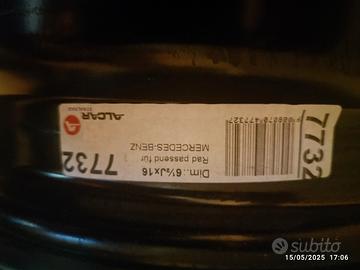 ALCAR
7732
Dim.: 6½Jx16
Rad passend für
MERCEDES-BENZ
7732
subito
15/05/2025 17:06